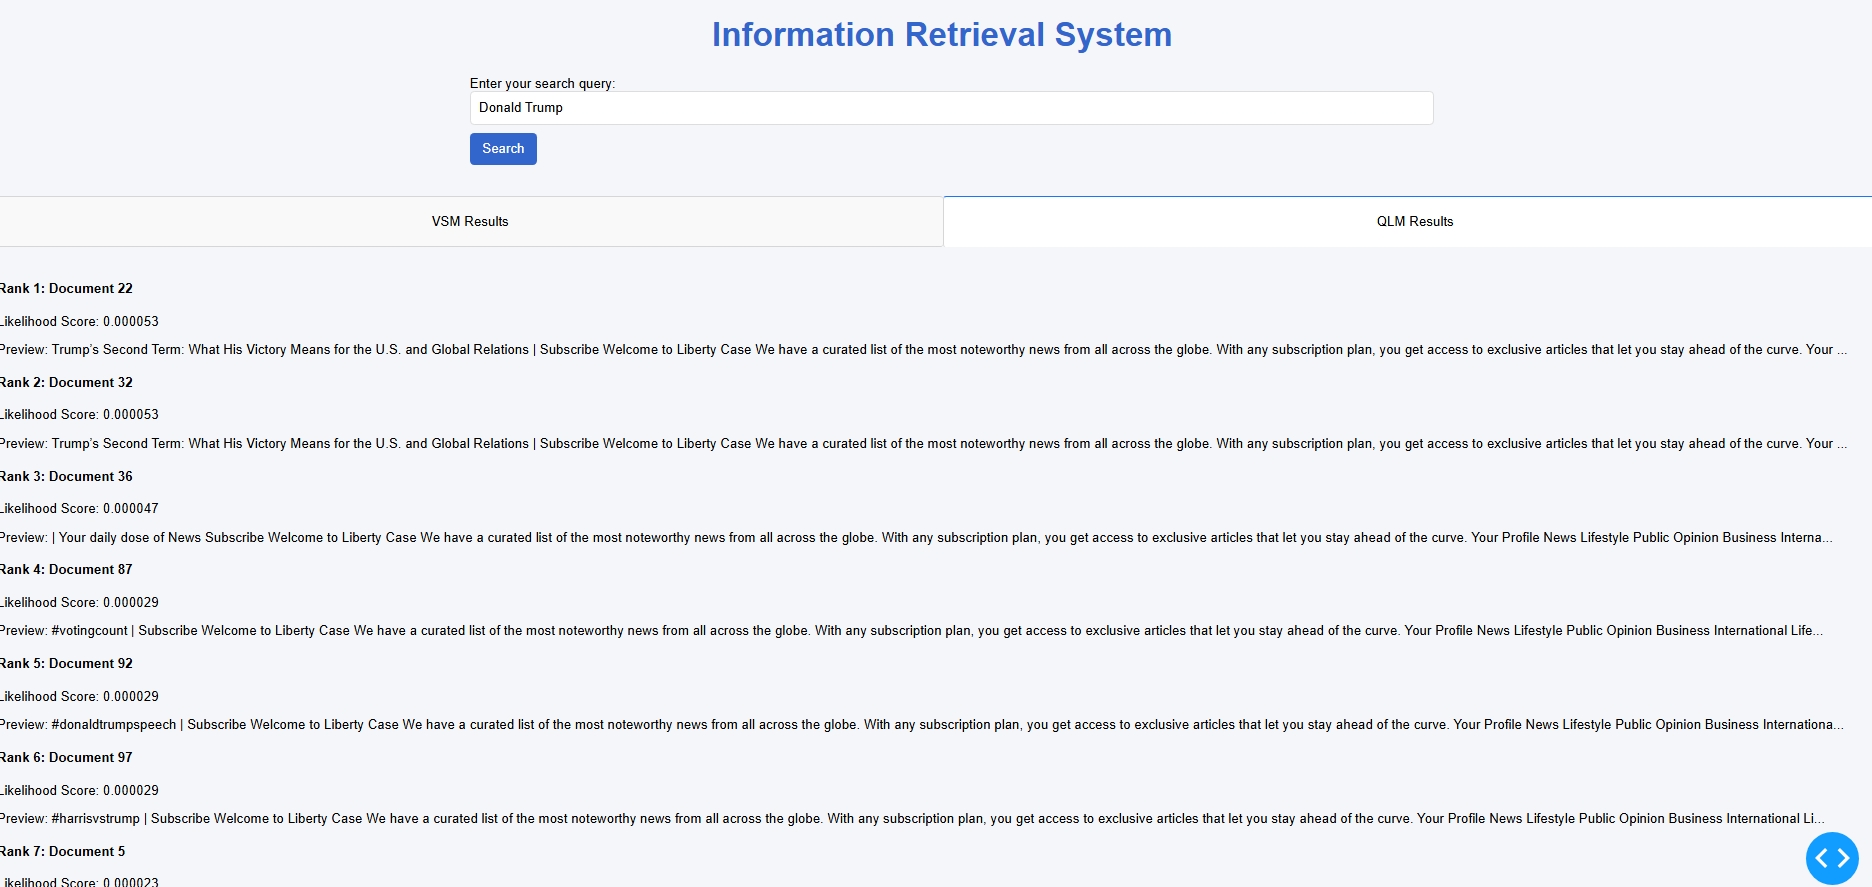 Information Retrieval System
Enter your search query:
Donald Trump
Search
VSM Results
QLM Results
Rank 1: Document 22
Likelihood Score: 0.000053
Preview: Trump's Second Term: What His Victory Means for the U.S. and Global Relations | Subscribe Welcome to Liberty Case We have a curated list of the most noteworthy news from all across the globe. With any subscription plan, you get access to exclusive articles that let you stay ahead of the curve. Your ...
Rank 2: Document 32
Likelihood Score: 0.000053
Preview: Trump's Second Term: What His Victory Means for the U.S. and Global Relations | Subscribe Welcome to Liberty Case We have a curated list of the most noteworthy news from all across the globe. With any subscription plan, you get access to exclusive articles that let you stay ahead of the curve. Your ...
Rank 3: Document 36
Likelihood Score: 0.000047
Preview: | Your daily dose of News Subscribe Welcome to Liberty Case We have a curated list of the most noteworthy news from all across the globe. With any subscription plan, you get access to exclusive articles that let you stay ahead of the curve. Your Profile News Lifestyle Public Opinion Business Interna...
Rank 4: Document 87
Likelihood Score: 0.000029
Preview: #votingcount | Subscribe Welcome to Liberty Case We have a curated list of the most noteworthy news from all across the globe. With any subscription plan, you get access to exclusive articles that let you stay ahead of the curve. Your Profile News Lifestyle Public Opinion Business International Life...
Rank 5: Document 92
Likelihood Score: 0.000029
Preview: #donaldtrumpspeech | Subscribe Welcome to Liberty Case We have a curated list of the most noteworthy news from all across the globe. With any subscription plan, you get access to exclusive articles that let you stay ahead of the curve. Your Profile News Lifestyle Public Opinion Business Internationa...
Rank 6: Document 97
Likelihood Score: 0.000029
Preview: #harrisvstrump | Subscribe Welcome to Liberty Case We have a curated list of the most noteworthy news from all across the globe. With any subscription plan, you get access to exclusive articles that let you stay ahead of the curve. Your Profile News Lifestyle Public Opinion Business International Li...
Rank 7: Document 5
Likelihood Score: 0.000023